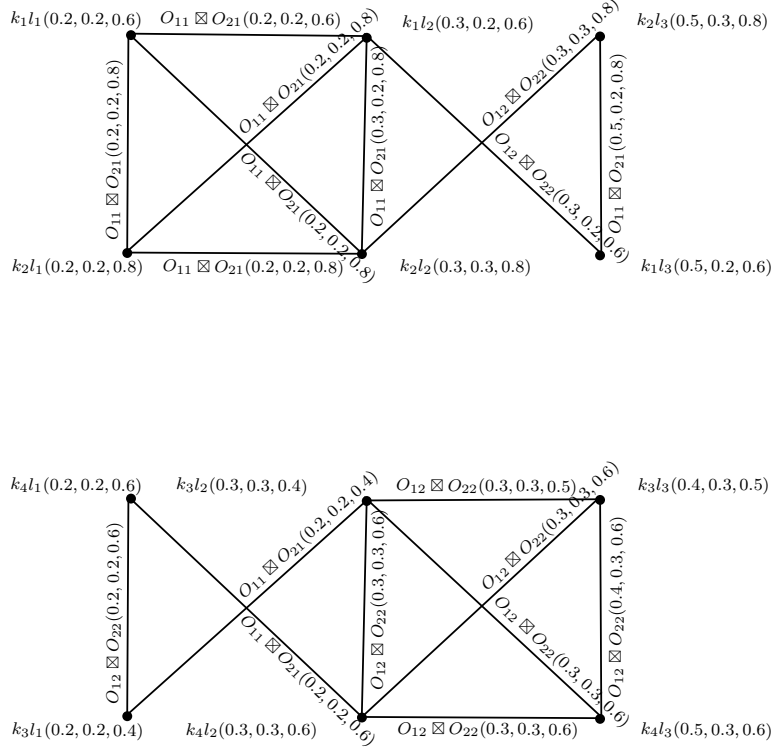 k₁l₁(0.2, 0.2, 0.6)
O₁₁ ⊠ O₂₁(0.2, 0.2, 0.6)
k₁l₂(0.3, 0.2, 0.6)
k₂l₃(0.5, 0.3, 0.8)
O₁₁ ⊠ O₂₁(0.2, 0.2, 0.8)
O₁₁ ⊠ O₂₁(0.2, 0.2, 0.8)
O₁₁ ⊠ O₂₁(0.2, 0.2, 0.8)
O₁₁ ⊠ O₂₁(0.3, 0.2, 0.8)
O₁₂ ⊠ O₂₂(0.3, 0.3, 0.8)
O₁₂ ⊠ O₂₂(0.3, 0.2, 0.6)
O₁₁ ⊠ O₂₁(0.5, 0.2, 0.8)
k₂l₁(0.2, 0.2, 0.8)
O₁₁ ⊠ O₂₁(0.2, 0.2, 0.8)
k₂l₂(0.3, 0.3, 0.8)
k₁l₃(0.5, 0.2, 0.6)
k₄l₁(0.2, 0.2, 0.6)
k₃l₂(0.3, 0.3, 0.4)
O₁₂ ⊠ O₂₂(0.3, 0.3, 0.5)
k₃l₃(0.4, 0.3, 0.5)
O₁₂ ⊠ O₂₂(0.2, 0.2, 0.6)
O₁₁ ⊠ O₂₁(0.2, 0.2, 0.4)
O₁₁ ⊠ O₂₁(0.2, 0.2, 0.6)
O₁₂ ⊠ O₂₂(0.3, 0.3, 0.6)
O₁₂ ⊠ O₂₂(0.3, 0.3, 0.6)
O₁₂ ⊠ O₂₂(0.3, 0.3, 0.6)
O₁₂ ⊠ O₂₂(0.4, 0.3, 0.6)
k₃l₁(0.2, 0.2, 0.4)
k₄l₂(0.3, 0.3, 0.6)
O₁₂ ⊠ O₂₂(0.3, 0.3, 0.6)
k₄l₃(0.5, 0.3, 0.6)